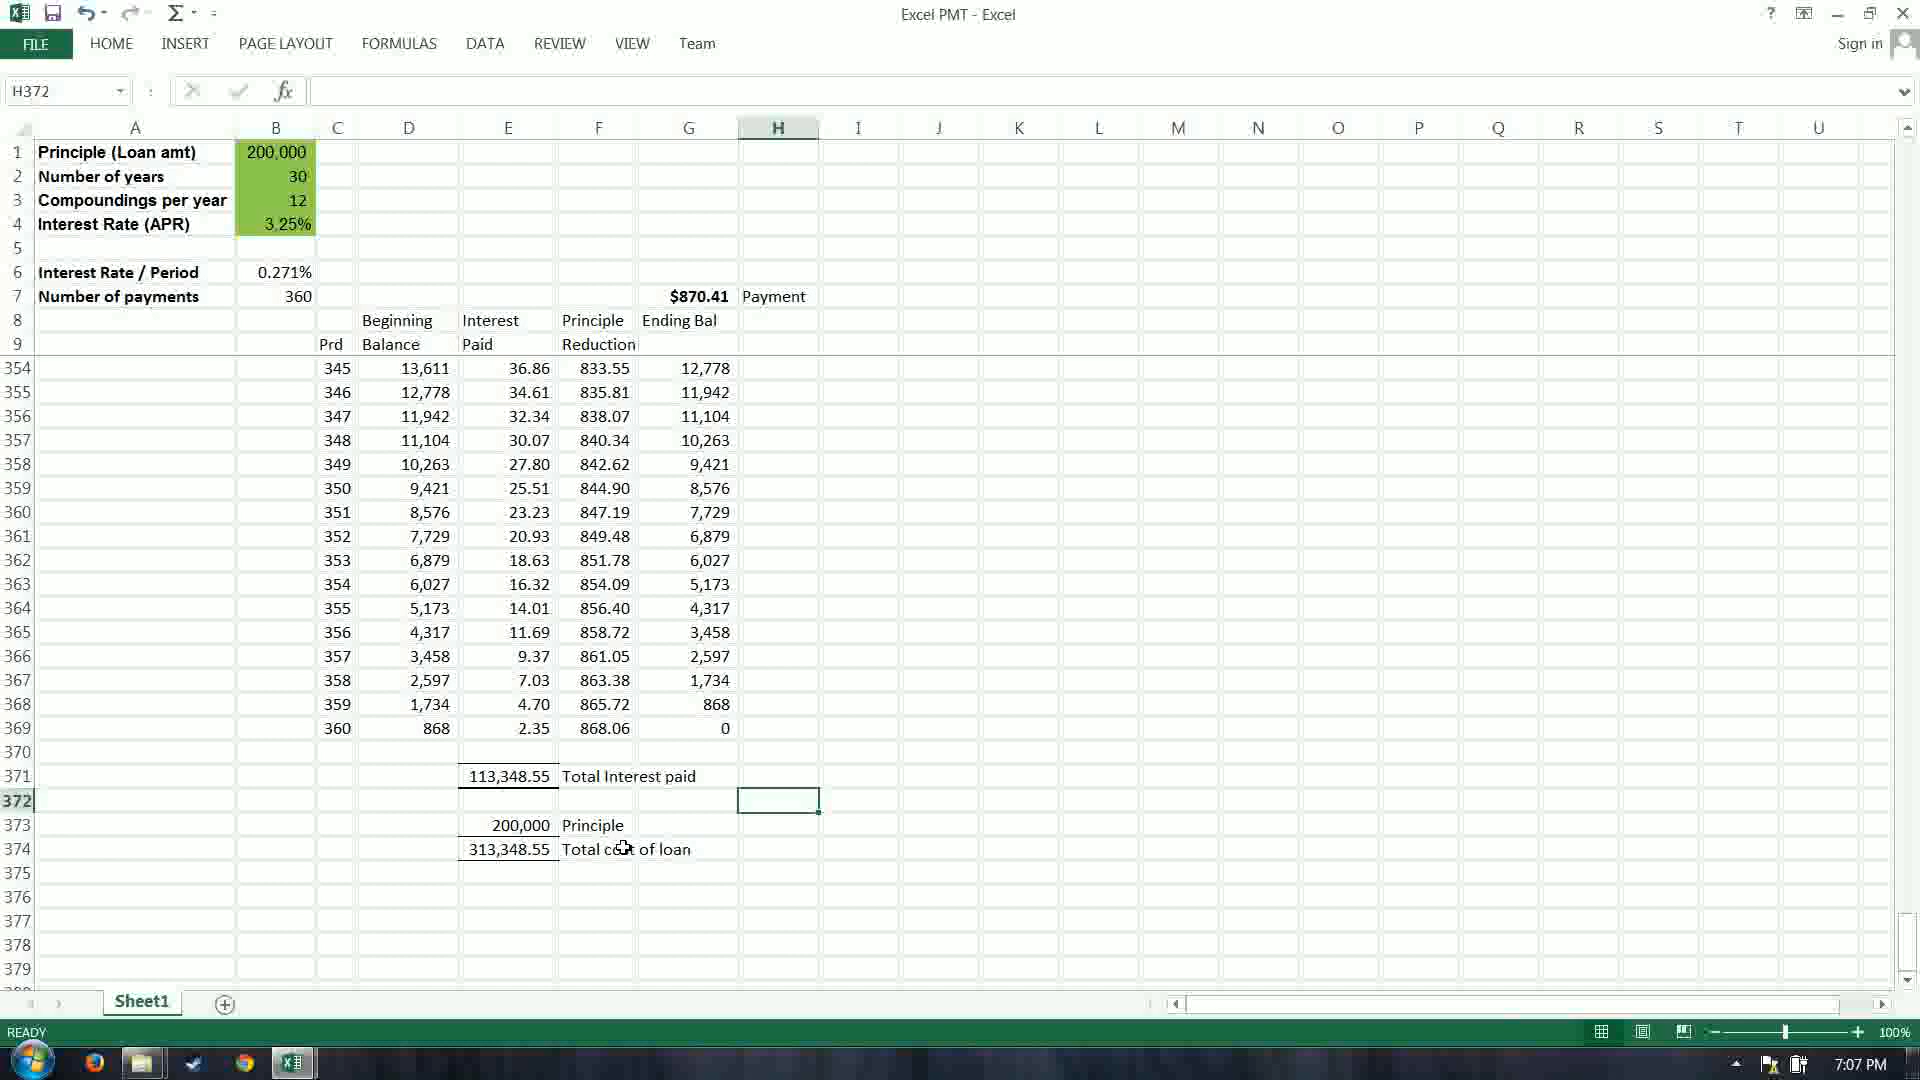 Excel PMT - Excel
FILE HOME INSERT PAGE LAYOUT FORMULAS DATA REVIEW VIEW Team Sign in
H372 fx
A B C D E F G H I J K L M N O P Q R S T U
1 Principle (Loan amt) 200,000
2 Number of years 30
3 Compoundings per year 12
4 Interest Rate (APR) 3.25%
5
6 Interest Rate / Period 0.271%
7 Number of payments 360 $870.41 Payment
8 Beginning Interest Principle Ending Bal
9 Prd Balance Paid Reduction
354 345 13,611 36.86 833.55 12,778
355 346 12,778 34.61 835.81 11,942
356 347 11,942 32.34 838.07 11,104
357 348 11,104 30.07 840.34 10,263
358 349 10,263 27.80 842.62 9,421
359 350 9,421 25.51 844.90 8,576
360 351 8,576 23.23 847.19 7,729
361 352 7,729 20.93 849.48 6,879
362 353 6,879 18.63 851.78 6,027
363 354 6,027 16.32 854.09 5,173
364 355 5,173 14.01 856.40 4,317
365 356 4,317 11.69 858.72 3,458
366 357 3,458 9.37 861.05 2,597
367 358 2,597 7.03 863.38 1,734
368 359 1,734 4.70 865.72 868
369 360 868 2.35 868.06 0
370
371 113,348.55 Total Interest paid
372
373 200,000 Principle
374 313,348.55 Total cost of loan
375
376
377
378
379
Sheet1
READY 100%
7:07 PM